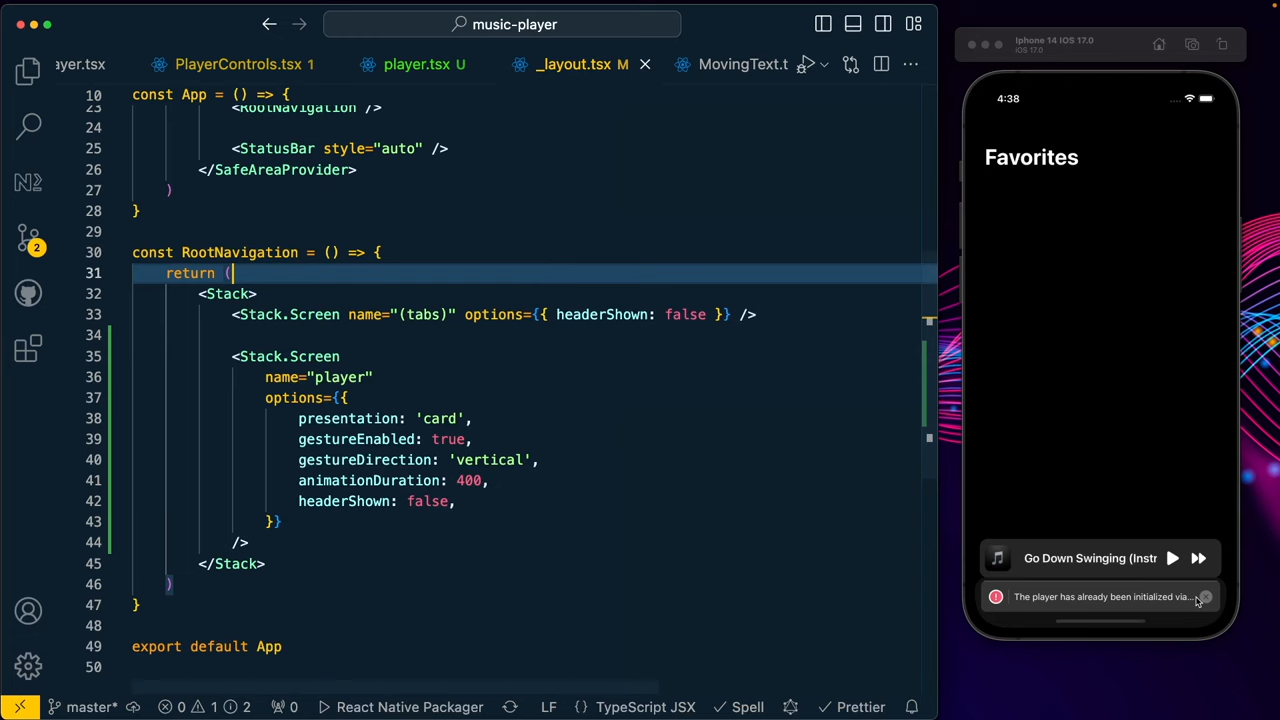 music-player
ayer.tsx
PlayerControls.tsx 1
player.tsx U
_layout.tsx M
MovingText.t
10 const App = () => {
23 <RootNavigation />
24
25 <StatusBar style="auto" />
26 </SafeAreaProvider>
27 )
28 }
29
30 const RootNavigation = () => {
31 return (
32 <Stack>
33 <Stack.Screen name="(tabs)" options={{ headerShown: false }} />
34
35 <Stack.Screen
36 name="player"
37 options={{
38 presentation: 'card',
39 gestureEnabled: true,
40 gestureDirection: 'vertical',
41 animationDuration: 400,
42 headerShown: false,
43 }}
44 />
45 </Stack>
46 )
47 }
48
49 export default App
50
2
master* 0 1 2 0 React Native Packager LF {} TypeScript JSX Spell Prettier
Iphone 14 IOS 17.0
iOS 17.0
4:38
Favorites
Go Down Swinging (Instr
The player has already been initialized via...